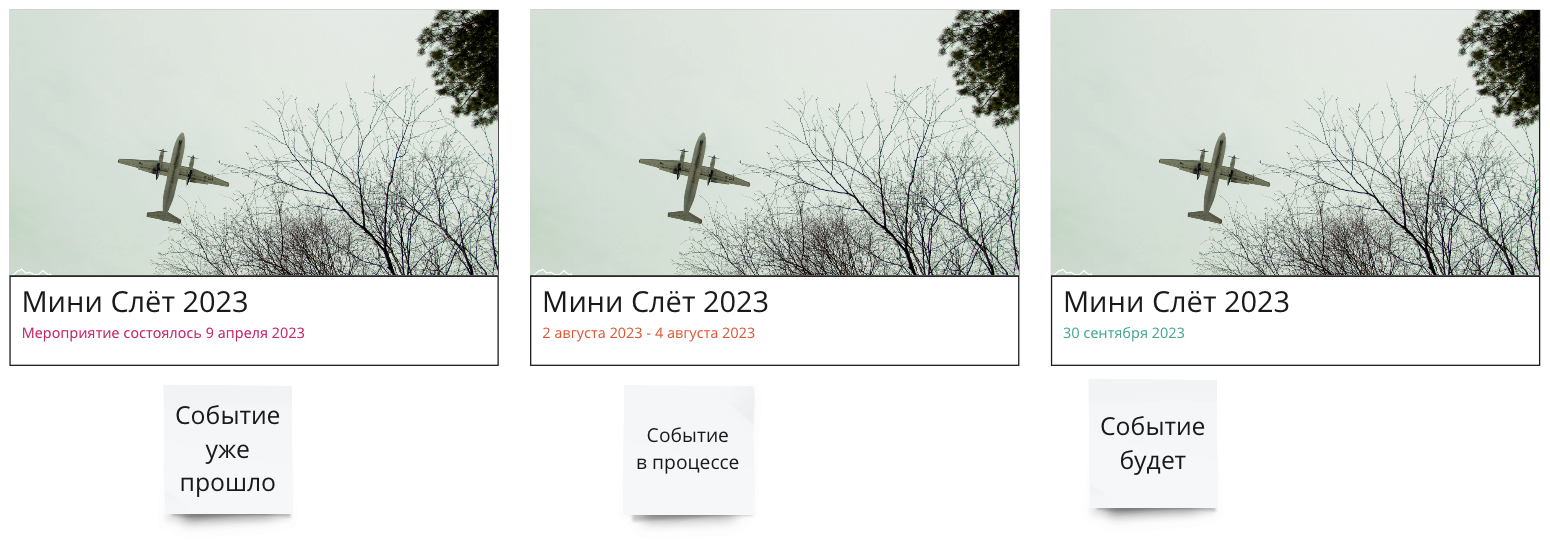 Мини Слёт 2023
Мероприятие состоялось 9 апреля 2023
Мини Слёт 2023
2 августа 2023 - 4 августа 2023
Мини Слёт 2023
30 сентября 2023
Событие
уже
прошло
Событие
в процессе
Событие
будет